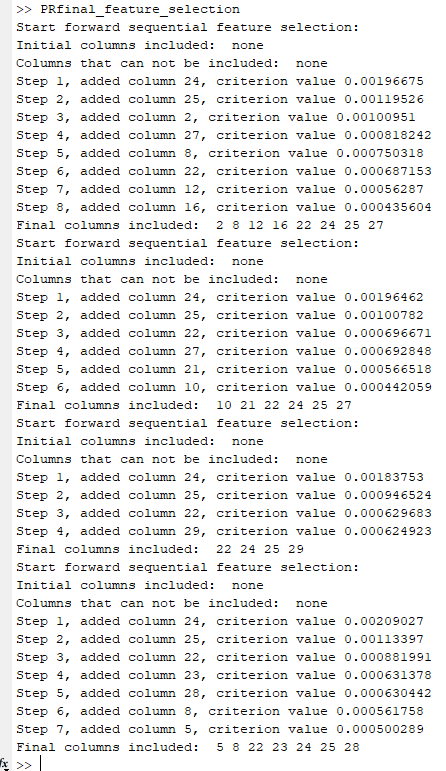 >> PRfinal_feature_selection
Start forward sequential feature selection:
Initial columns included:  none
Columns that can not be included:  none
Step 1, added column 24, criterion value 0.00196675
Step 2, added column 25, criterion value 0.00119526
Step 3, added column 2, criterion value 0.00100951
Step 4, added column 27, criterion value 0.000818242
Step 5, added column 8, criterion value 0.000750318
Step 6, added column 22, criterion value 0.000687153
Step 7, added column 12, criterion value 0.00056287
Step 8, added column 16, criterion value 0.000435604
Final columns included:  2 8 12 16 22 24 25 27
Start forward sequential feature selection:
Initial columns included:  none
Columns that can not be included:  none
Step 1, added column 24, criterion value 0.00196462
Step 2, added column 25, criterion value 0.00100782
Step 3, added column 22, criterion value 0.000696671
Step 4, added column 27, criterion value 0.000692848
Step 5, added column 21, criterion value 0.000566518
Step 6, added column 10, criterion value 0.000442059
Final columns included:  10 21 22 24 25 27
Start forward sequential feature selection:
Initial columns included:  none
Columns that can not be included:  none
Step 1, added column 24, criterion value 0.00183753
Step 2, added column 25, criterion value 0.000946524
Step 3, added column 22, criterion value 0.000629683
Step 4, added column 29, criterion value 0.000624923
Final columns included:  22 24 25 29
Start forward sequential feature selection:
Initial columns included:  none
Columns that can not be included:  none
Step 1, added column 24, criterion value 0.00209027
Step 2, added column 25, criterion value 0.00113397
Step 3, added column 22, criterion value 0.000881991
Step 4, added column 23, criterion value 0.000631378
Step 5, added column 28, criterion value 0.000630442
Step 6, added column 8, criterion value 0.000561758
Step 7, added column 5, criterion value 0.000500289
Final columns included:  5 8 22 23 24 25 28
fx >>